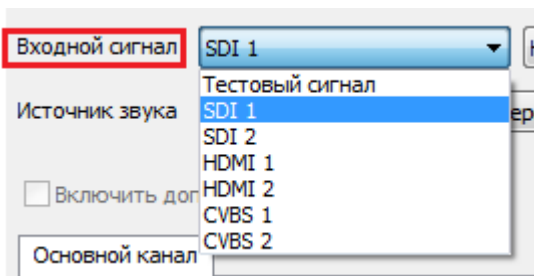 Входной сигнал SDI 1
Тестовый сигнал
Источник звука SDI 1
SDI 2
HDMI 1
Включить HDMI 2
CVBS 1
Основной канал CVBS 2